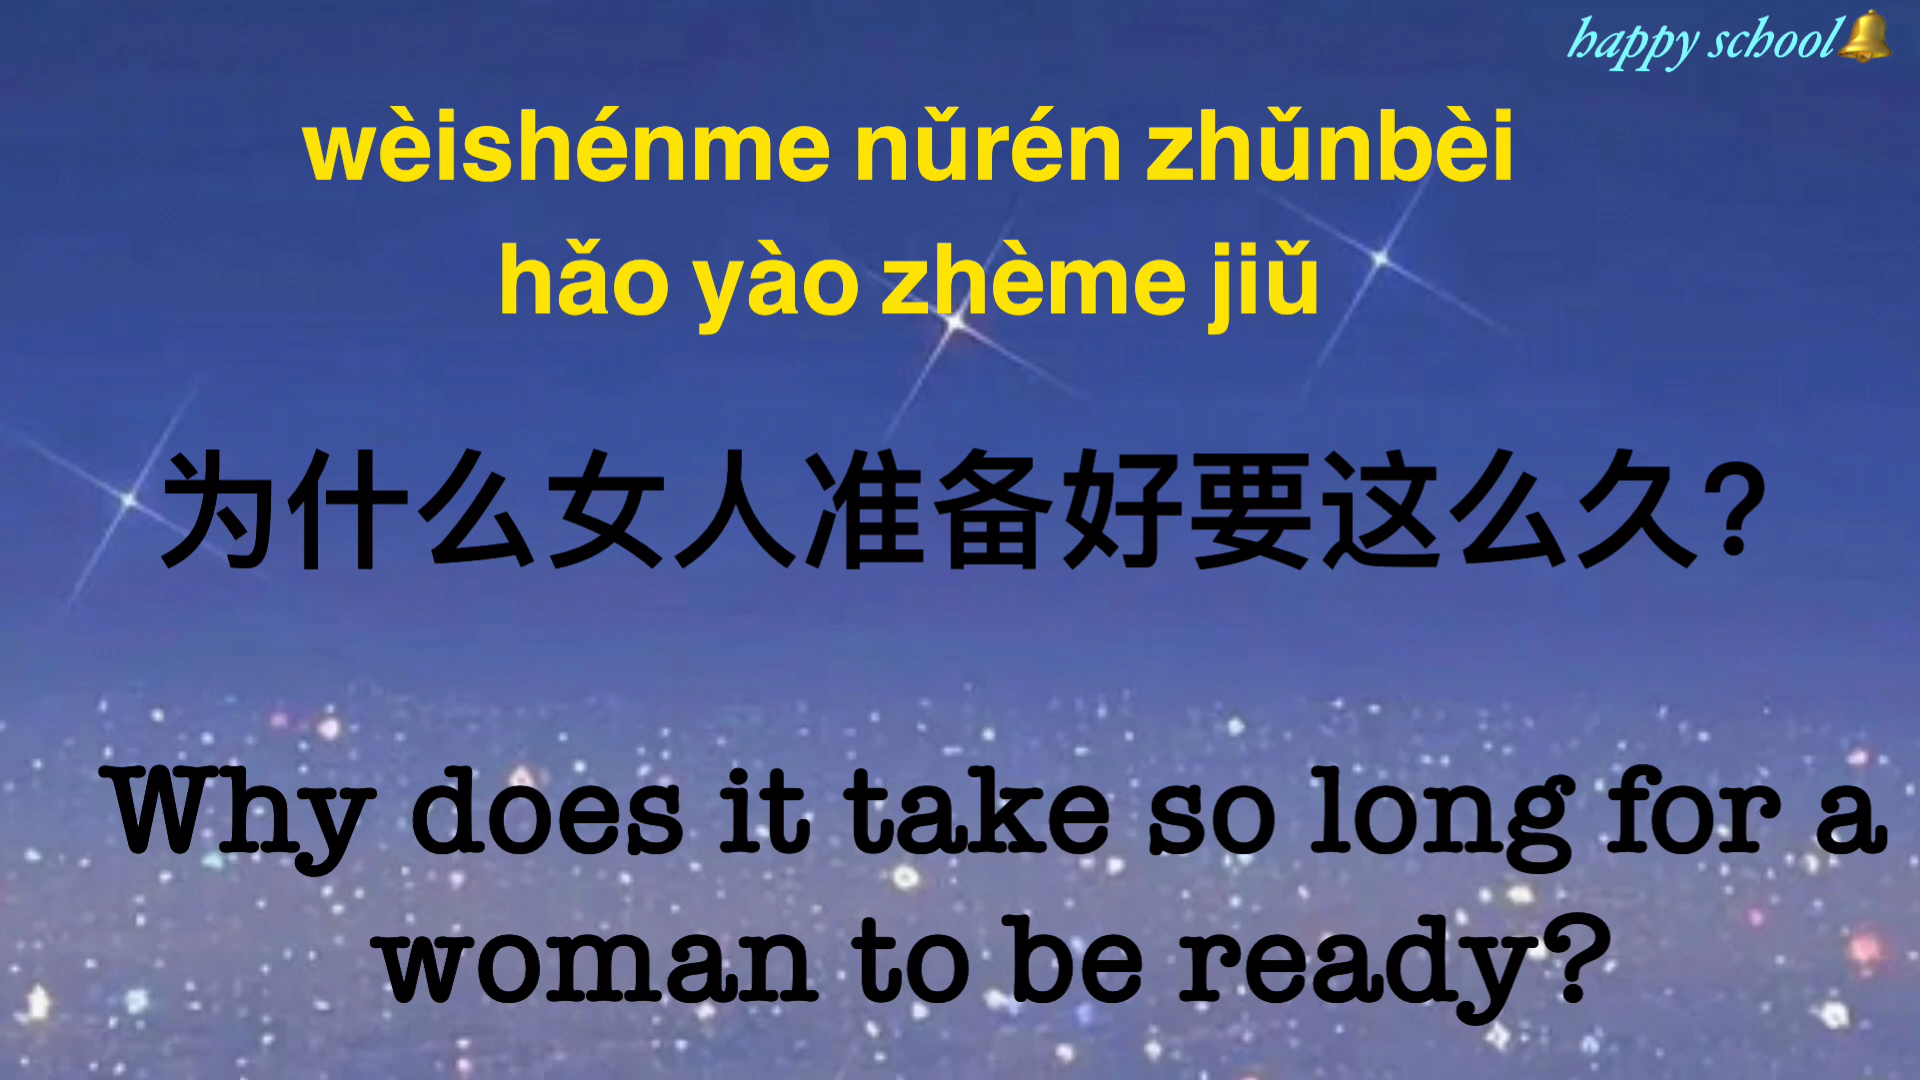 happy school🔔
wèishénme nǔrén zhǔnbèi
hǎo yào zhème jiǔ
为什么女人准备好要这么久？
Why does it take so long for a
woman to be ready?